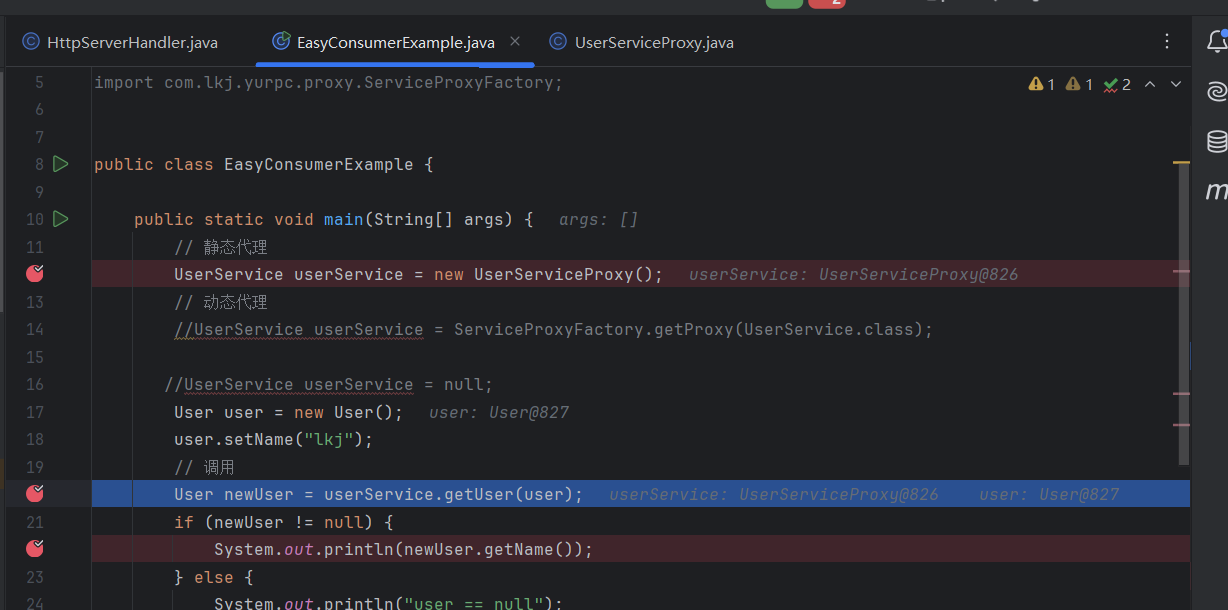 2
HttpServerHandler.java EasyConsumerExample.java UserServiceProxy.java
5 import com.lkj.yurpc.proxy.ServiceProxyFactory; 1 1 2
6
7
8 public class EasyConsumerExample {
9
10 public static void main(String[] args) { args: []
11 // 静态代理
UserService userService = new UserServiceProxy(); userService: UserServiceProxy@826
13 // 动态代理
14 //UserService userService = ServiceProxyFactory.getProxy(UserService.class);
15
16 //UserService userService = null;
17 User user = new User(); user: User@827
18 user.setName("lkj");
19 // 调用
User newUser = userService.getUser(user); userService: UserServiceProxy@826 user: User@827
21 if (newUser != null) {
System.out.println(newUser.getName());
23 } else {
24 System.out.println("user == null");
m